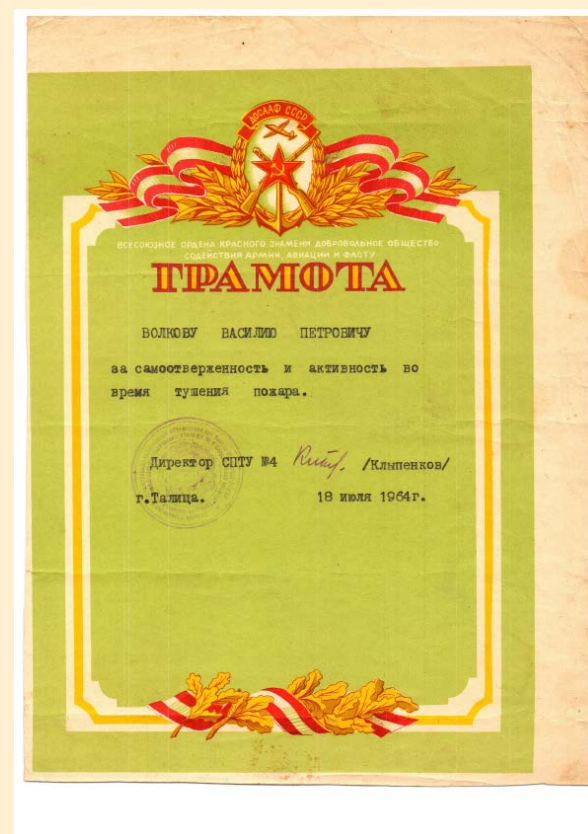 ДОСААФ СССР
ВСЕСОЮЗНОЕ ОРДЕНА КРАСНОГО ЗНАМЕНИ ДОБРОВОЛЬНОЕ ОБЩЕСТВО
СОДЕЙСТВИЯ АРМИИ, АВИАЦИИ И ФЛОТУ
ГРАМОТА
ВОЛКОВУ ВАСИЛИЮ ПЕТРОВИЧУ
за самоотверженность и активность во
время тушения пожара.
Директор СПТУ №4 /Клыпенков/
г.Талица. 18 июля 1964г.